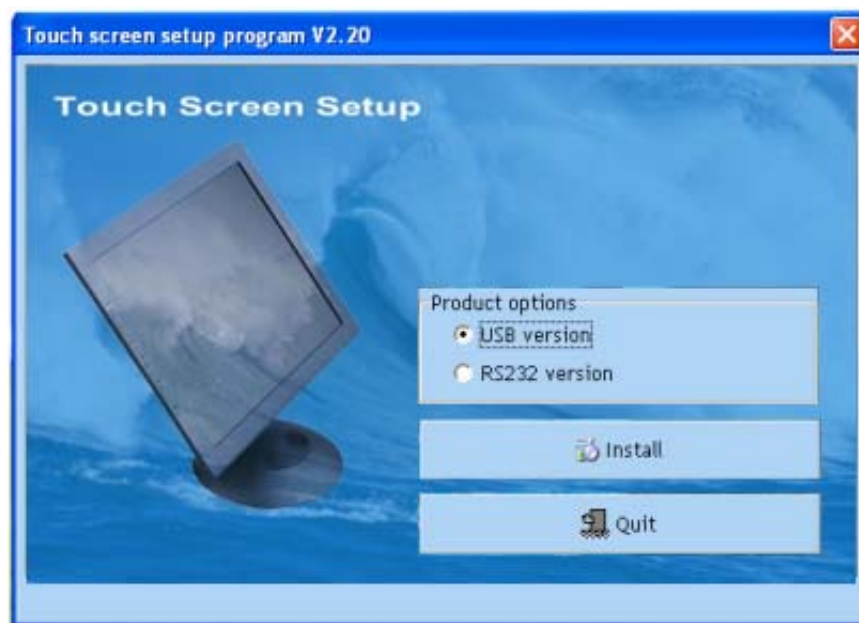 Touch screen setup program V2.20
Touch Screen Setup
Product options
USB version
RS232 version
Install
Quit